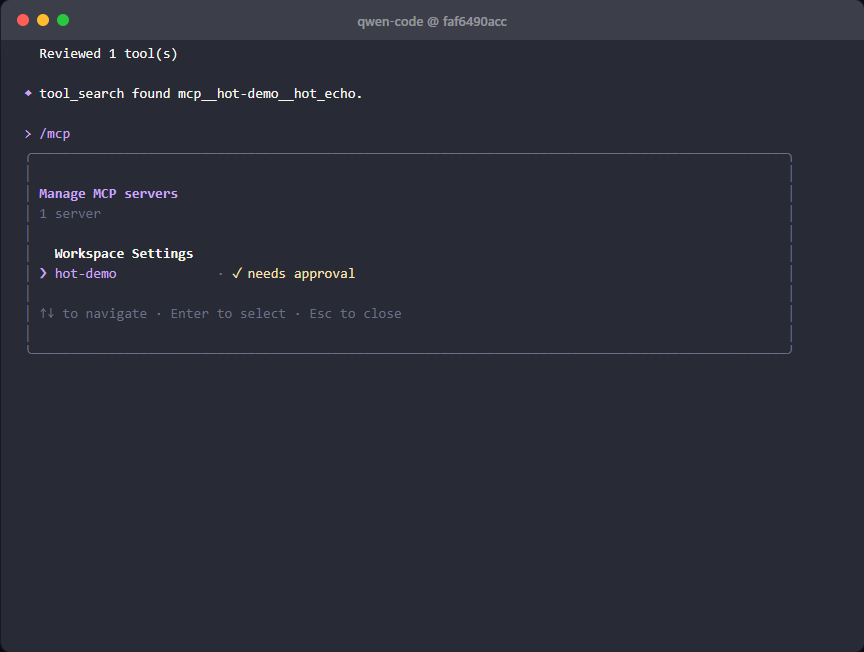 qwen-code @ faf6490acc
Reviewed 1 tool(s)
◆ tool_search found mcp__hot-demo__hot_echo.
> /mcp
Manage MCP servers
1 server
Workspace Settings
❯ hot-demo · ✓ needs approval
↑↓ to navigate · Enter to select · Esc to close